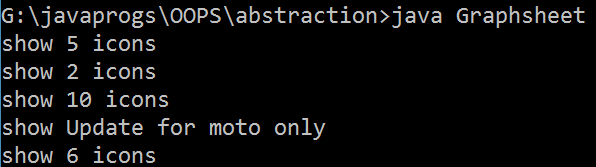 G:\javaprogs\OOPS\abstraction>java Graphsheet
show 5 icons
show 2 icons
show 10 icons
show Update for moto only
show 6 icons